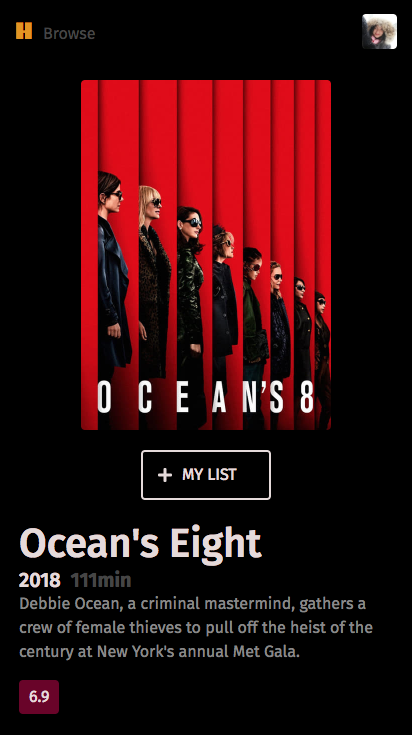 H Browse
OCEAN'S 8
+ MY LIST
Ocean's Eight
2018 111min
Debbie Ocean, a criminal mastermind, gathers a
crew of female thieves to pull off the heist of the
century at New York's annual Met Gala.
6.9